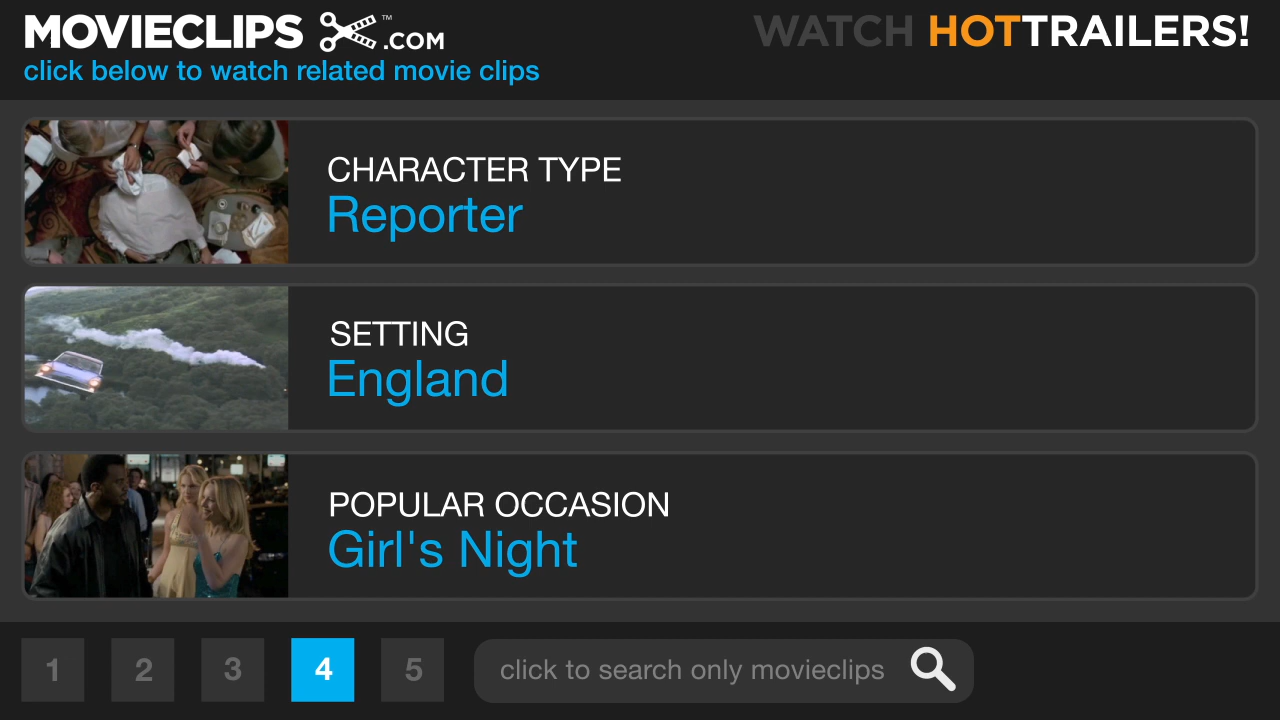 MOVIECLIPS ™ .COM
WATCH HOTTRAILERS!
click below to watch related movie clips
CHARACTER TYPE
Reporter
SETTING
England
POPULAR OCCASION
Girl's Night
1 2 3 4 5 click to search only movieclips